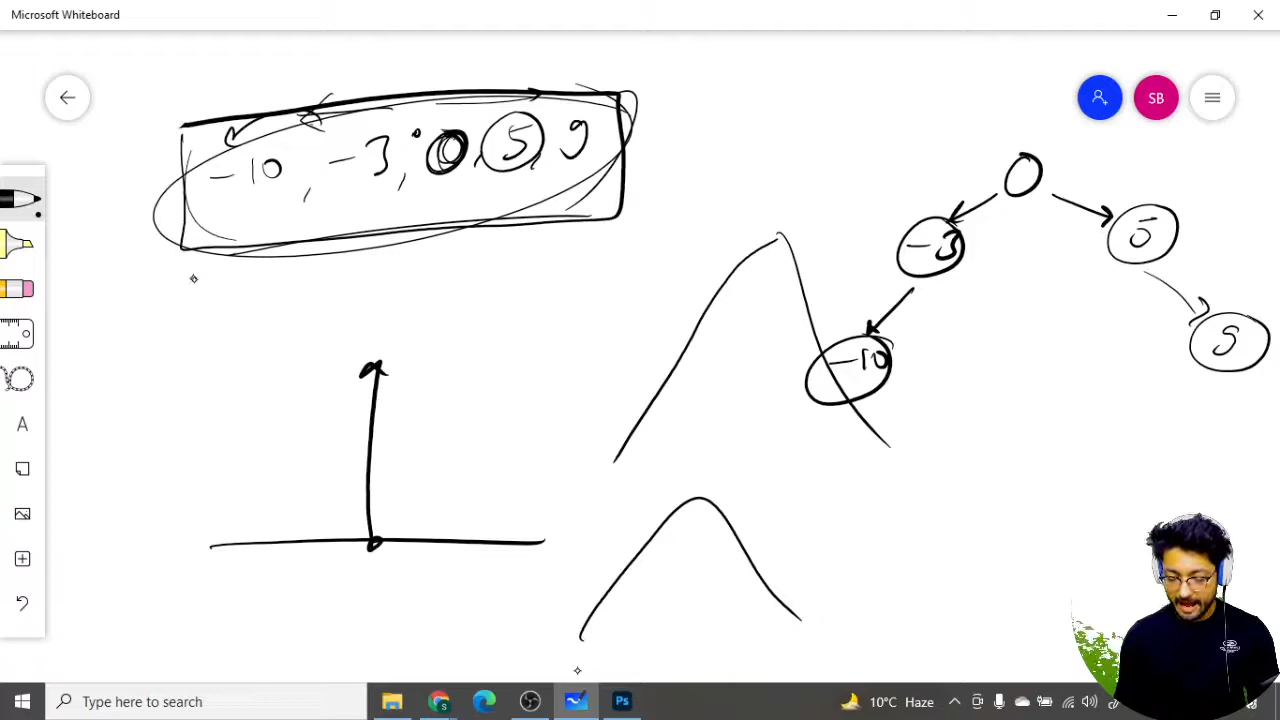 Microsoft Whiteboard
SB
-10, -3, 0, 5, 9
0
-3
5
-10
9
A
Type here to search
Ps
10°C Haze